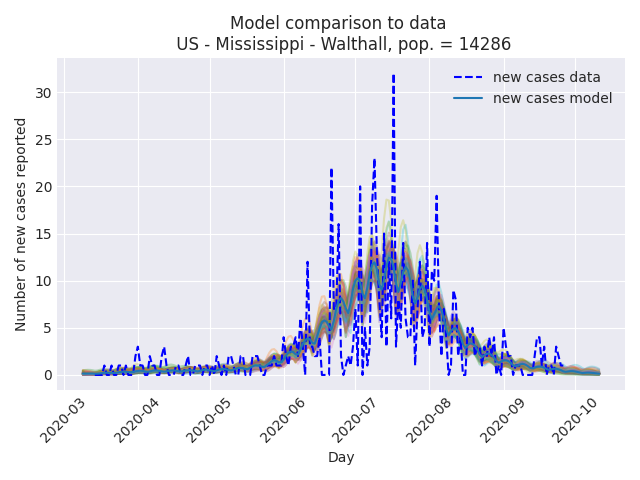 Model comparison to data
US - Mississippi - Walthall, pop. = 14286
new cases data
new cases model
Number of new cases reported
30
25
20
15
10
5
0
2020-03
2020-04
2020-05
2020-06
2020-07
2020-08
2020-09
2020-10
Day